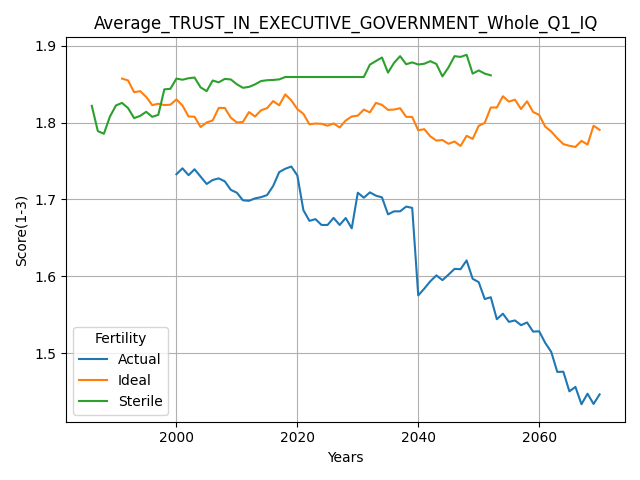 Average_TRUST_IN_EXECUTIVE_GOVERNMENT_Whole_Q1_IQ
1.9
1.8
1.7
1.6
1.5
Score(1-3)
Fertility
Actual
Ideal
Sterile
2000 2020 2040 2060
Years